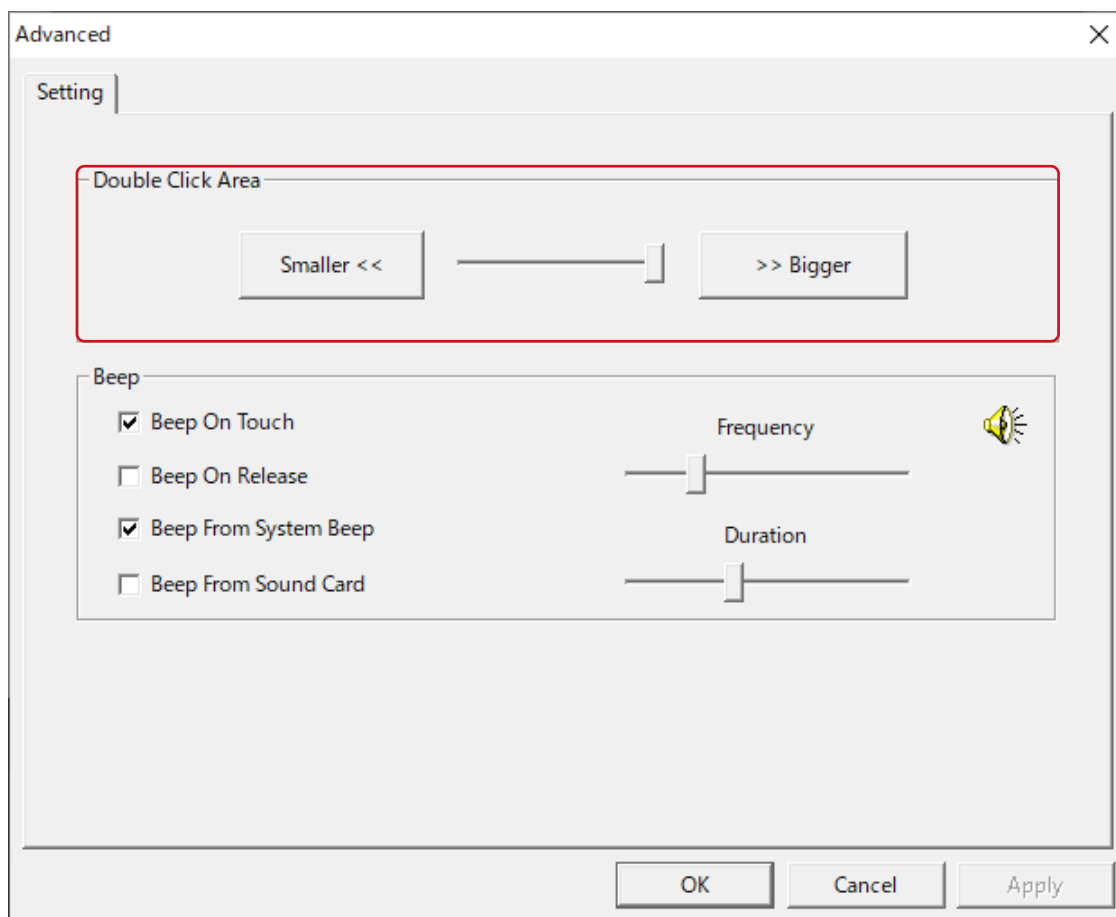 Advanced
Setting
Double Click Area
Smaller <<
>> Bigger
Beep
Beep On Touch
Frequency
Beep On Release
Beep From System Beep
Duration
Beep From Sound Card
OK
Cancel
Apply